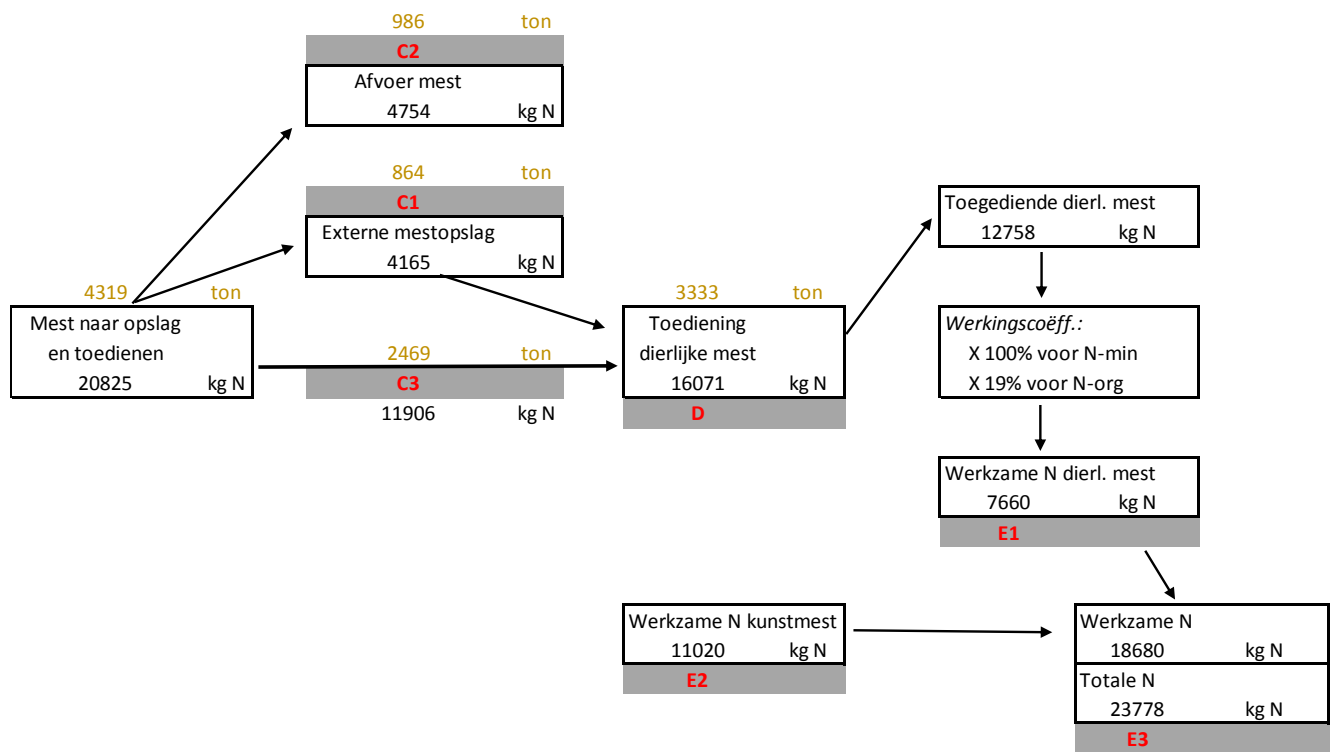 986 ton
C2
Afvoer mest
4754 kg N
864 ton
C1
Externe mestopslag
4165 kg N
4319 ton
Mest naar opslag
en toedienen
20825 kg N
2469 ton
C3
11906 kg N
3333 ton
Toediening
dierlijke mest
16071 kg N
D
Toegediende dierl. mest
12758 kg N
Werkingscoëff.:
X 100% voor N-min
X 19% voor N-org
Werkzame N dierl. mest
7660 kg N
E1
Werkzame N kunstmest
11020 kg N
E2
Werkzame N
18680 kg N
Totale N
23778 kg N
E3